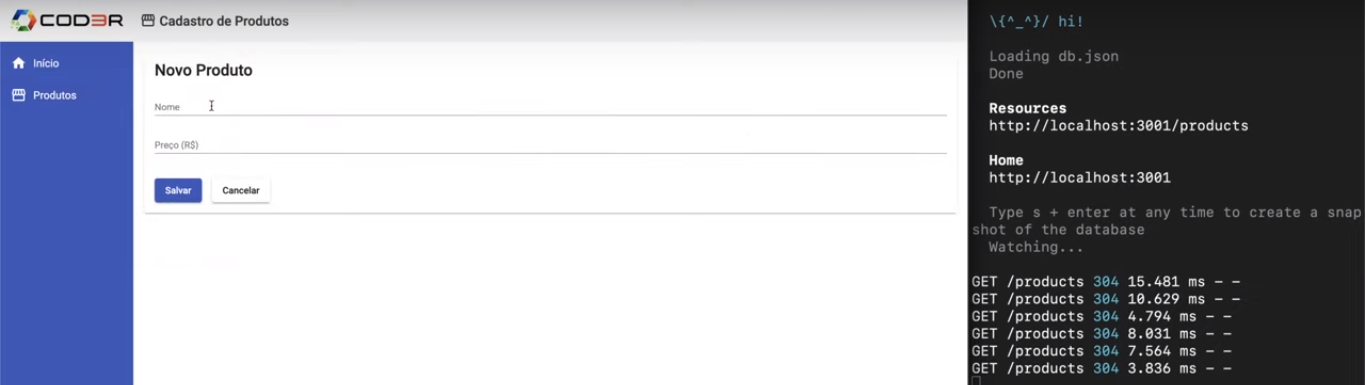 COD3R
Cadastro de Produtos
Início
Produtos
Novo Produto
Nome
Preço (R$)
Salvar
Cancelar
\{^_^}/ hi!
Loading db.json
Done
Resources
http://localhost:3001/products
Home
http://localhost:3001
Type s + enter at any time to create a snap
shot of the database
Watching...
GET /products 304 15.481 ms - -
GET /products 304 10.629 ms - -
GET /products 304 4.794 ms - -
GET /products 304 8.031 ms - -
GET /products 304 7.564 ms - -
GET /products 304 3.836 ms - -